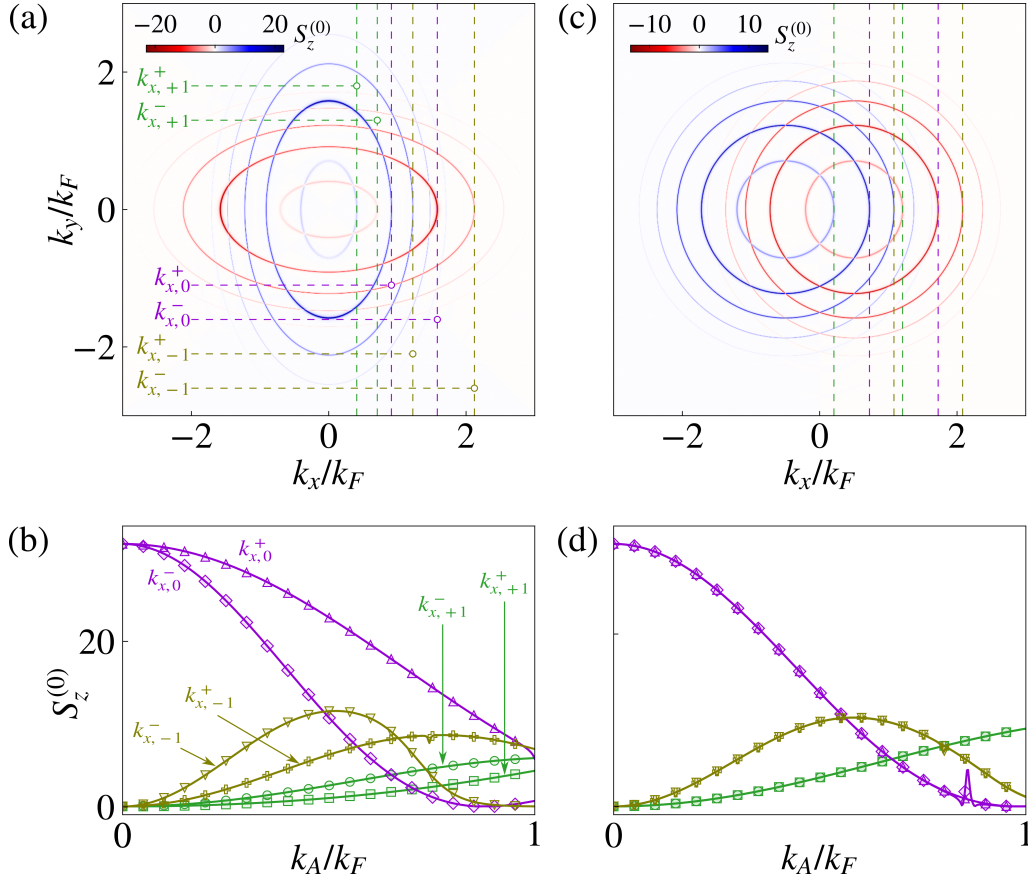 (a)
−20 0 20 S_z^(0)
k_{x,+1}^+
k_{x,+1}^−
k_{x,0}^+
k_{x,0}^−
k_{x,−1}^+
k_{x,−1}^−
2
0
−2
k_y/k_F
−2 0 2
k_x/k_F
(c)
−10 0 10 S_z^(0)
−2 0 2
k_x/k_F
(b)
k_{x,0}^+
k_{x,0}^−
k_{x,+1}^−
k_{x,+1}^+
k_{x,−1}^+
k_{x,−1}^−
20
0
S_z^(0)
0 1
k_A/k_F
(d)
0 1
k_A/k_F